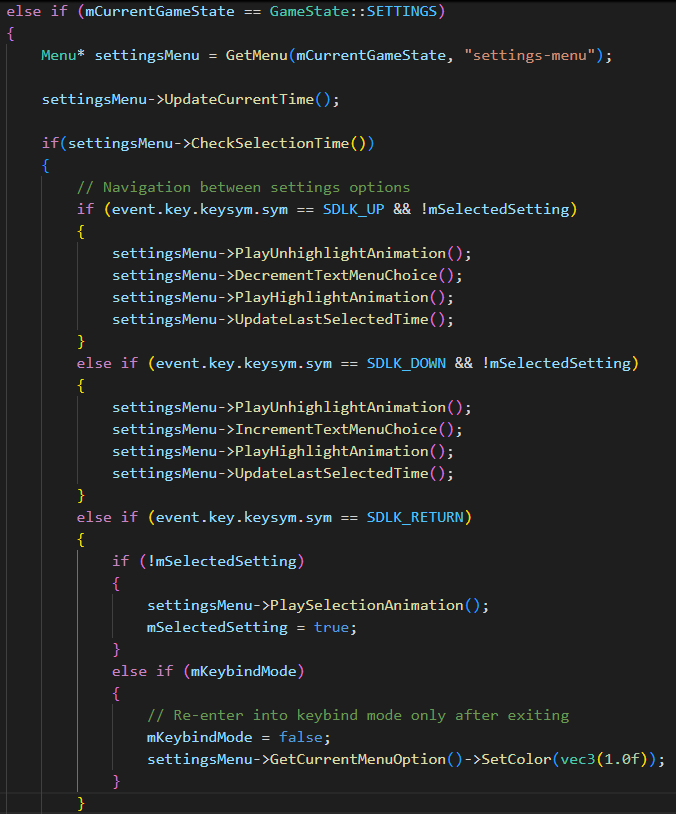 else if (mCurrentGameState == GameState::SETTINGS)
{
    Menu* settingsMenu = GetMenu(mCurrentGameState, "settings-menu");

    settingsMenu->UpdateCurrentTime();

    if(settingsMenu->CheckSelectionTime())
    {
        // Navigation between settings options
        if (event.key.keysym.sym == SDLK_UP && !mSelectedSetting)
        {
            settingsMenu->PlayUnhighlightAnimation();
            settingsMenu->DecrementTextMenuChoice();
            settingsMenu->PlayHighlightAnimation();
            settingsMenu->UpdateLastSelectedTime();
        }
        else if (event.key.keysym.sym == SDLK_DOWN && !mSelectedSetting)
        {
            settingsMenu->PlayUnhighlightAnimation();
            settingsMenu->IncrementTextMenuChoice();
            settingsMenu->PlayHighlightAnimation();
            settingsMenu->UpdateLastSelectedTime();
        }
        else if (event.key.keysym.sym == SDLK_RETURN)
        {
            if (!mSelectedSetting)
            {
                settingsMenu->PlaySelectionAnimation();
                mSelectedSetting = true;
            }
            else if (mKeybindMode)
            {
                // Re-enter into keybind mode only after exiting
                mKeybindMode = false;
                settingsMenu->GetCurrentMenuOption()->SetColor(vec3(1.0f));
            }
        }